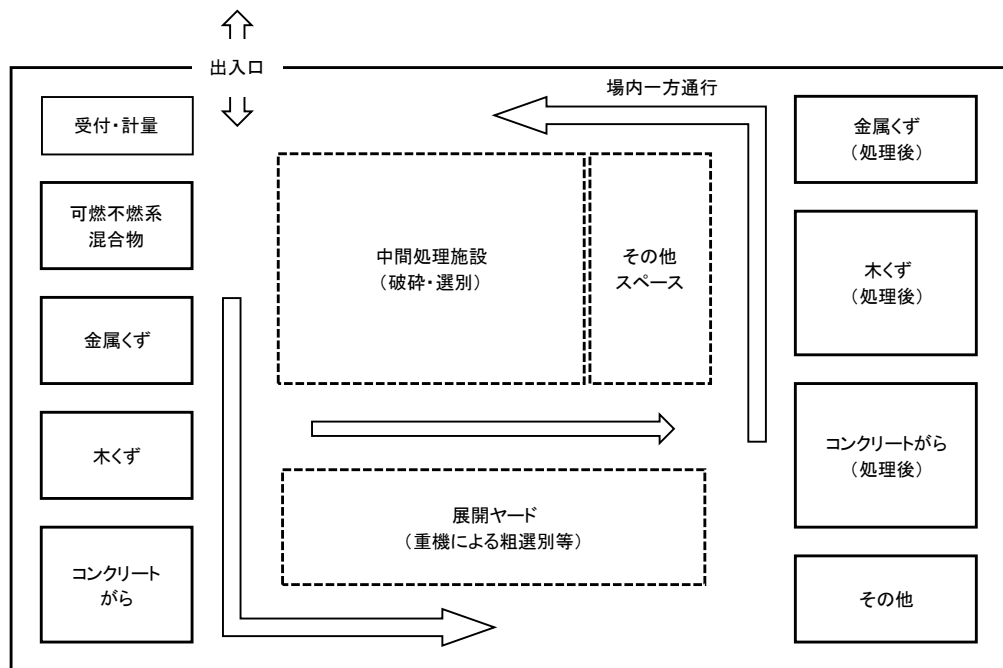 出入口
場内一方通行
受付・計量
可燃不燃系
混合物
金属くず
木くず
コンクリート
がら
中間処理施設
（破砕・選別）
その他
スペース
展開ヤード
（重機による粗選別等）
金属くず
（処理後）
木くず
（処理後）
コンクリートがら
（処理後）
その他